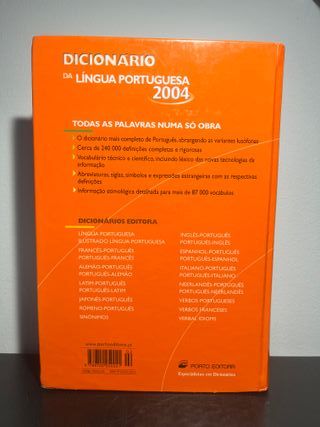 DICIONÁRIO
DA LÍNGUA PORTUGUESA
2004
TODAS AS PALAVRAS NUMA SÓ OBRA
O dicionário mais completo de Português, abrangendo as variantes lusófonas
Cerca de 240 000 definições completas e rigorosas
Vocabulário técnico e científico, incluindo léxico das novas tecnologias da
informação
Abreviaturas, siglas, símbolos e expressões estrangeiras com as respectivas
definições
Informação etimológica detalhada para mais de 87 000 vocábulos
DICIONÁRIOS EDITORA
LÍNGUA PORTUGUESA
ILUSTRADO LÍNGUA PORTUGUESA
FRANCÊS-PORTUGUÊS
PORTUGUÊS-FRANCÊS
ALEMÃO-PORTUGUÊS
PORTUGUÊS-ALEMÃO
LATIM-PORTUGUÊS
PORTUGUÊS-LATIM
JAPONÊS-PORTUGUÊS
ROMENO-PORTUGUÊS
SINÓNIMOS
INGLÊS-PORTUGUÊS
PORTUGUÊS-INGLÊS
ESPANHOL-PORTUGUÊS
PORTUGUÊS-ESPANHOL
ITALIANO-PORTUGUÊS
PORTUGUÊS-ITALIANO
NEERLANDÊS-PORTUGUÊS
PORTUGUÊS-NEERLANDÊS
VERBOS PORTUGUESES
VERBOS FRANCESES
VERBAL IDIOMS
www.portoeditora.pt
PORTO EDITORA
Especialistas em Dicionários